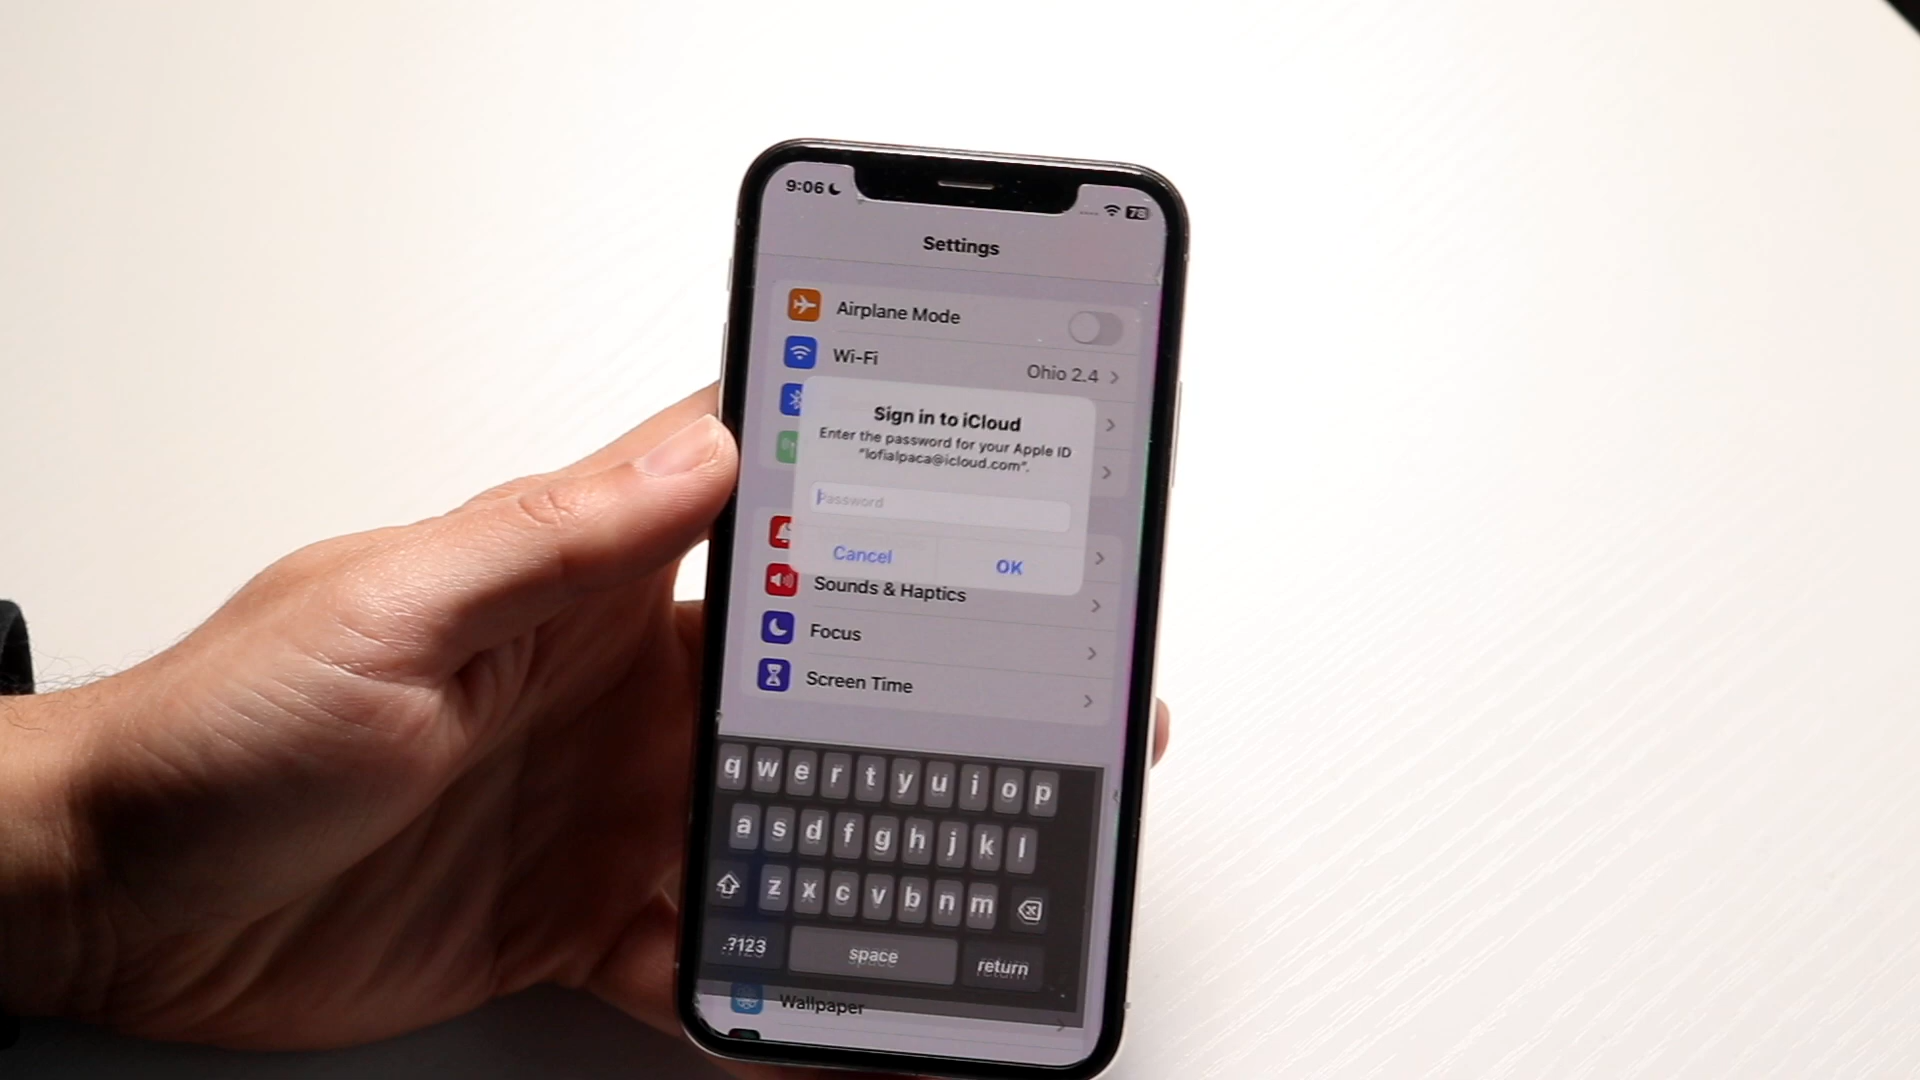 9:06
78
Settings
Airplane Mode
Wi-Fi
Ohio 2.4
Sign in to iCloud
Enter the password for your Apple ID
"lofialpaca@icloud.com".
Password
Cancel
OK
Sounds & Haptics
Focus
Screen Time
q w e r t y u i o p
a s d f g h j k l
z x c v b n m
.?123
space
return
Wallpaper